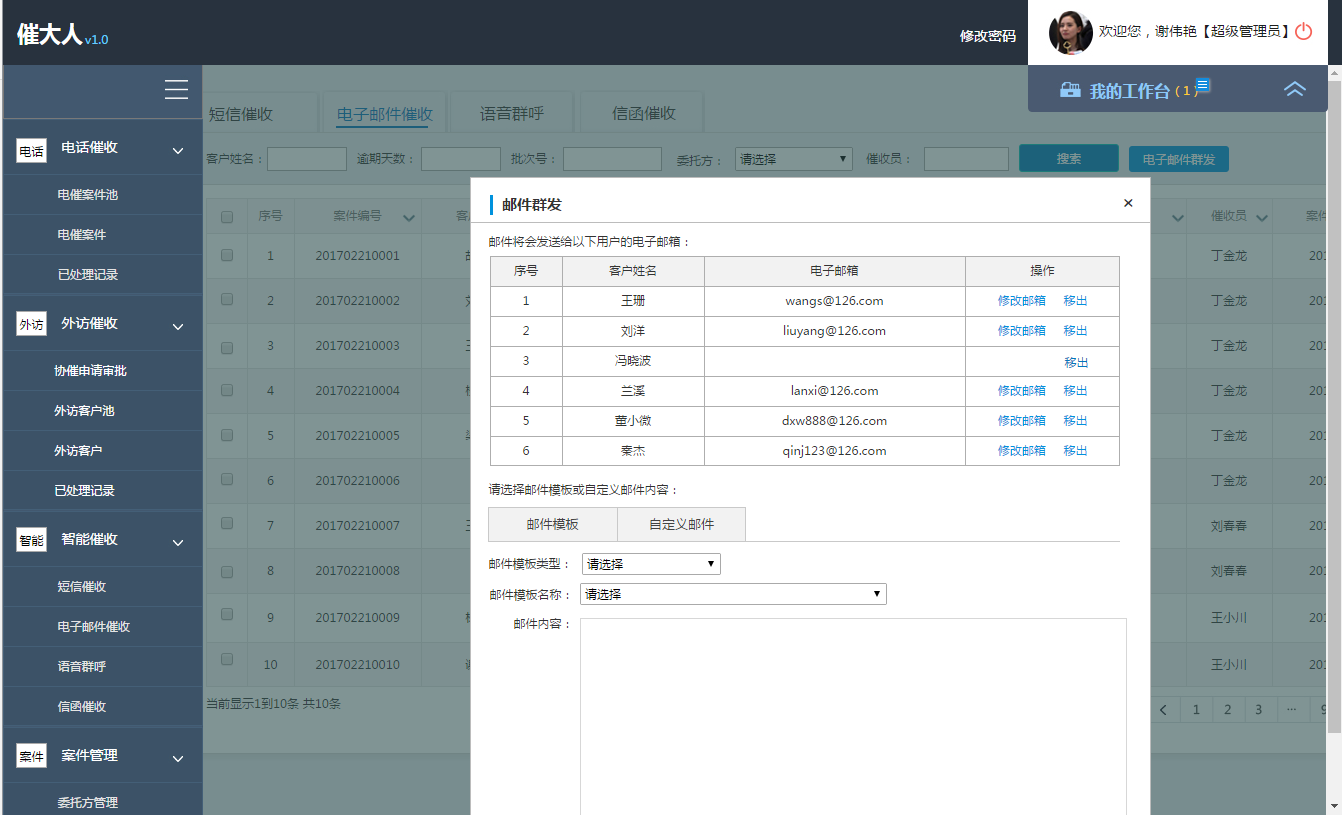 催大人 v1.0
修改密码
欢迎您，谢伟艳【超级管理员】
我的工作台（1）
电话 电话催收
电催案件池
电催案件
已处理记录
外访 外访催收
协催申请审批
外访客户池
外访客户
已处理记录
智能 智能催收
短信催收
电子邮件催收
语音群呼
信函催收
案件 案件管理
委托方管理
短信催收 电子邮件催收 语音群呼 信函催收
客户姓名： 逾期天数： 批次号： 委托方： 请选择 催收员： 搜索 电子邮件群发
序号 案件编号 催收员
1 201702210001 丁金龙 201
2 201702210002 丁金龙 201
3 201702210003 丁金龙 201
4 201702210004 丁金龙 201
5 201702210005 丁金龙 201
6 201702210006 丁金龙 201
7 201702210007 刘春春 201
8 201702210008 刘春春 201
9 201702210009 王小川 201
10 201702210010 王小川 201
当前显示1到10条 共10条
1 2 3 ... 9
邮件群发 ×
邮件将会发送给以下用户的电子邮箱：
序号 客户姓名 电子邮箱 操作
1 王珊 wangs@126.com 修改邮箱 移出
2 刘洋 liuyang@126.com 修改邮箱 移出
3 冯晓波 移出
4 兰溪 lanxi@126.com 修改邮箱 移出
5 董小微 dxw888@126.com 修改邮箱 移出
6 秦杰 qinj123@126.com 修改邮箱 移出
请选择邮件模板或自定义邮件内容：
邮件模板 自定义邮件
邮件模板类型： 请选择
邮件模板名称： 请选择
邮件内容：